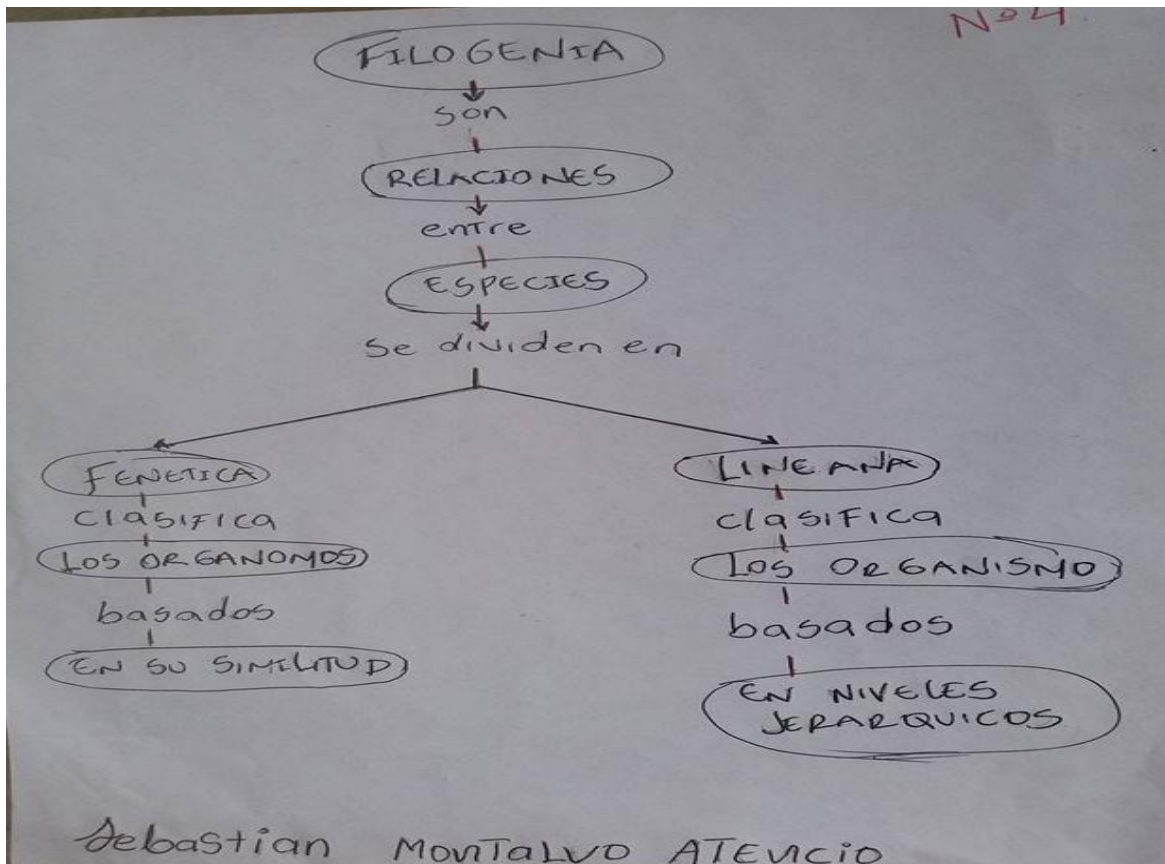 Nº4.
FILOGENIA
son
RELACIONES
entre
ESPECIES
se dividen en
FENETICA
LINEANA
clasifica
clasifica
LOS ORGANOMOS
LOS ORGANISMO
basados
basados
EN SU SIMILITUD
EN NIVELES
JERARQUICOS
Sebastian MONTALVO ATENCIO